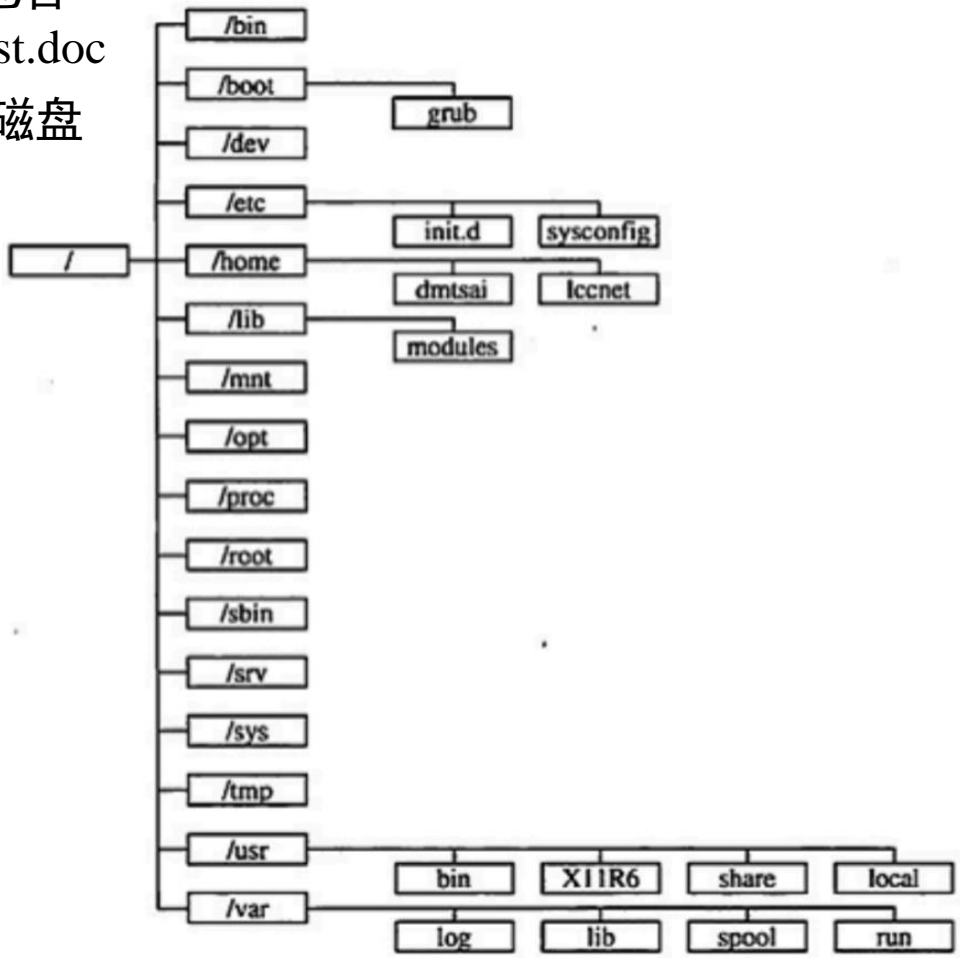 st.doc
磁盘
/
/bin
/boot
grub
/dev
/etc
init.d
sysconfig
/home
dmtsai
lccnet
/lib
modules
/mnt
/opt
/proc
/root
/sbin
/srv
/sys
/tmp
/usr
bin
X11R6
share
local
/var
log
lib
spool
run